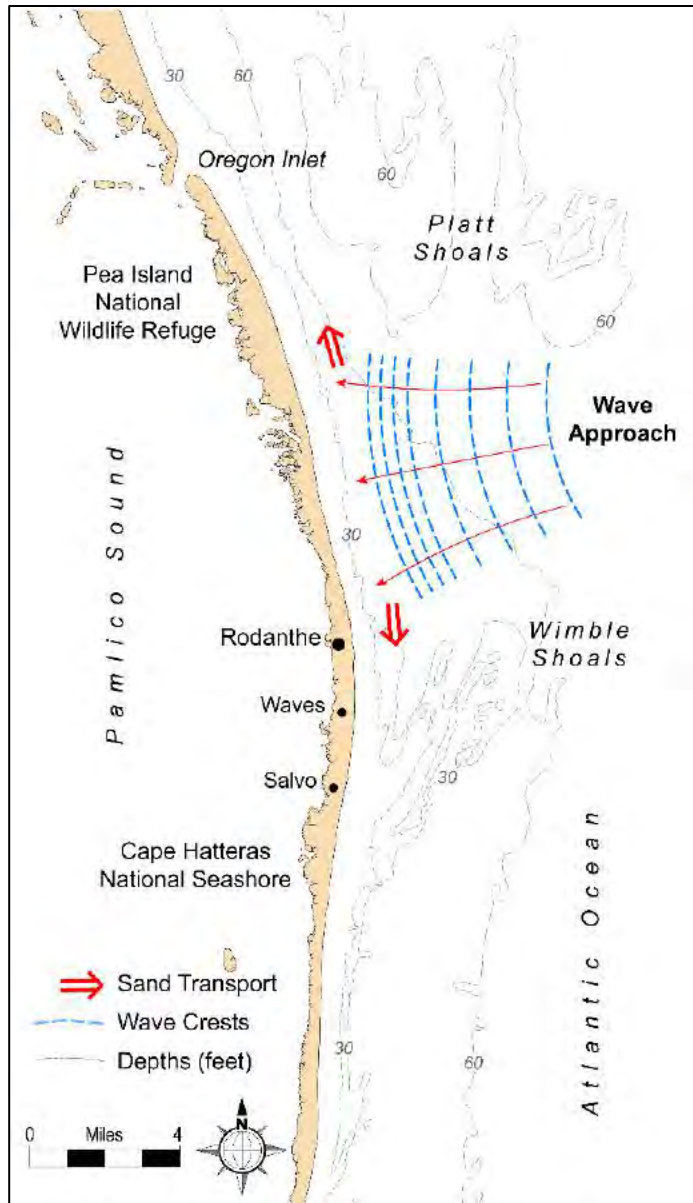 30
60
Oregon Inlet
60
Platt
Shoals
Pea Island
National
Wildlife Refuge
60
Wave
Approach
30
Pamlico Sound
Rodanthe
Wimble
Shoals
Waves
30
Salvo
Cape Hatteras
National Seashore
Atlantic Ocean
Sand Transport
Wave Crests
Depths (feet)
30
60
0 Miles 4
N